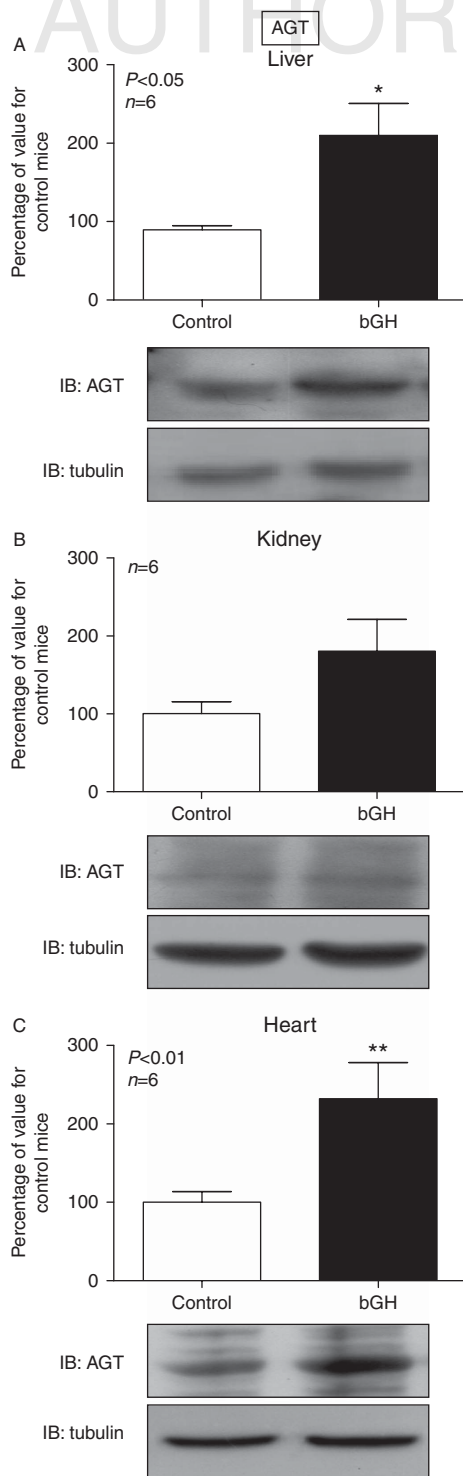 AUTHOR
AGT
A
Liver
300
200
100
0
Percentage of value for
control mice
P<0.05
n=6
*
Control
bGH
IB: AGT
IB: tubulin
B
Kidney
300
200
100
0
Percentage of value for
control mice
n=6
Control
bGH
IB: AGT
IB: tubulin
C
Heart
300
200
100
0
Percentage of value for
control mice
P<0.01
n=6
**
Control
bGH
IB: AGT
IB: tubulin